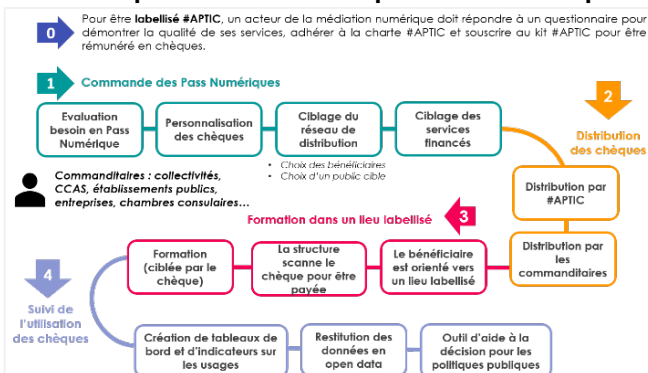 0
Pour être labellisé #APTIC, un acteur de la médiation numérique doit répondre à un questionnaire pour
démontrer la qualité de ses services, adhérer à la charte #APTIC et souscrire au kit #APTIC pour être
rémunéré en chèques.
1
Commande des Pass Numériques
Evaluation
besoin en Pass
Numérique
Personnalisation
des chèques
Ciblage du
réseau de
distribution
Ciblage des
services
financés
• Choix des bénéficiaires
• Choix d'un public cible
Commanditaires : collectivités,
CCAS, établissements publics,
entreprises, chambres consulaires…
2
Distribution
des chèques
Distribution par
#APTIC
Distribution par
les
commanditaires
Formation dans un lieu labellisé
3
Le bénéficiaire
est orienté vers
un lieu labellisé
La structure
scanne le
chèque pour être
payée
Formation
(ciblée par le
chèque)
4
Suivi de
l'utilisation
des chèques
Création de tableaux de
bord et d'indicateurs sur
les usages
Restitution des
données en
open data
Outil d'aide à la
décision pour les
politiques publiques